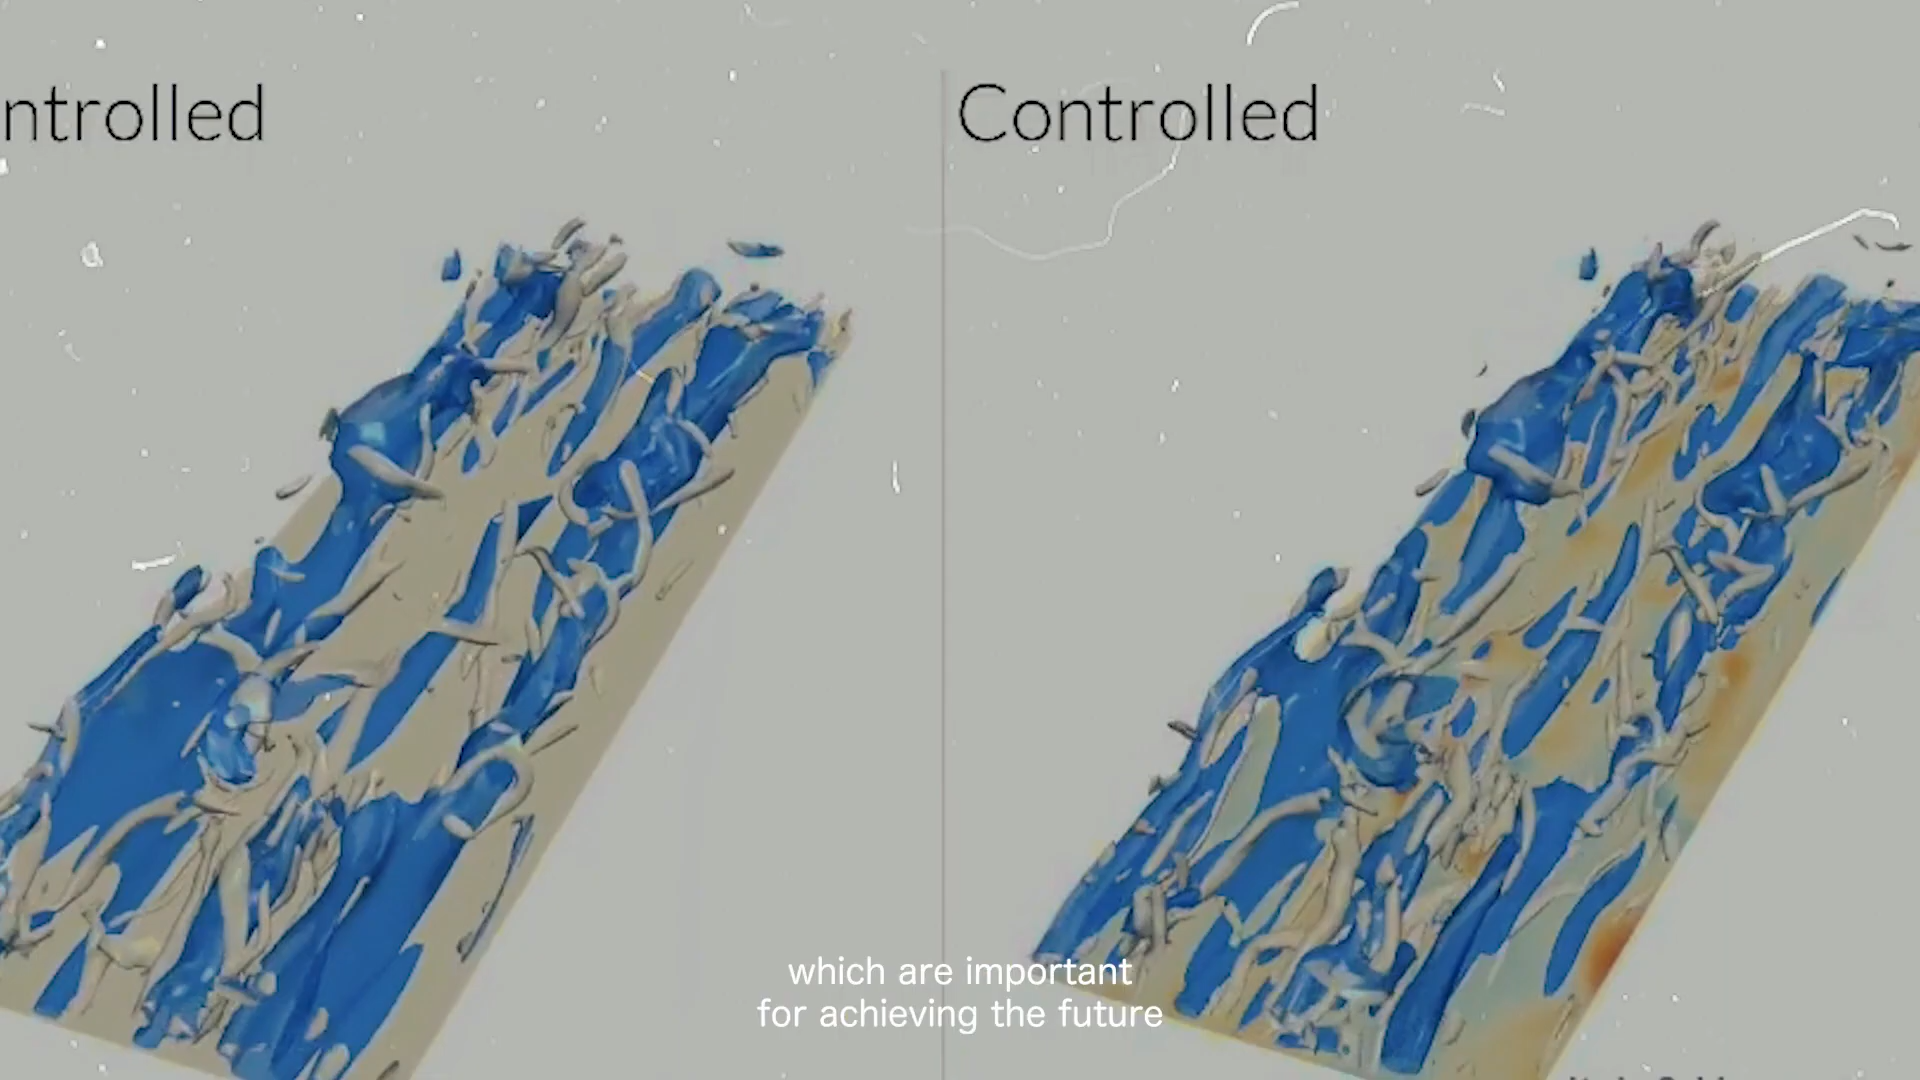 ntrolled
Controlled
which are important
for achieving the future